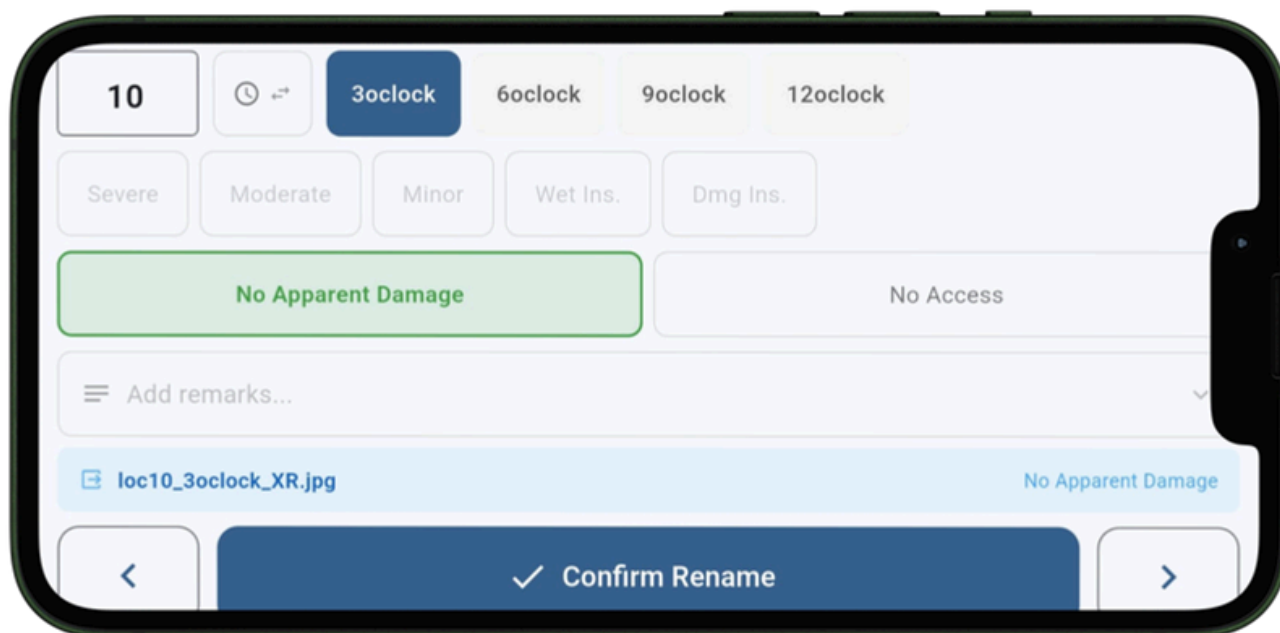 10 3oclock 6oclock 9oclock 12oclock
Severe Moderate Minor Wet Ins. Dmg Ins.
No Apparent Damage No Access
Add remarks...
loc10_3oclock_XR.jpg No Apparent Damage
Confirm Rename